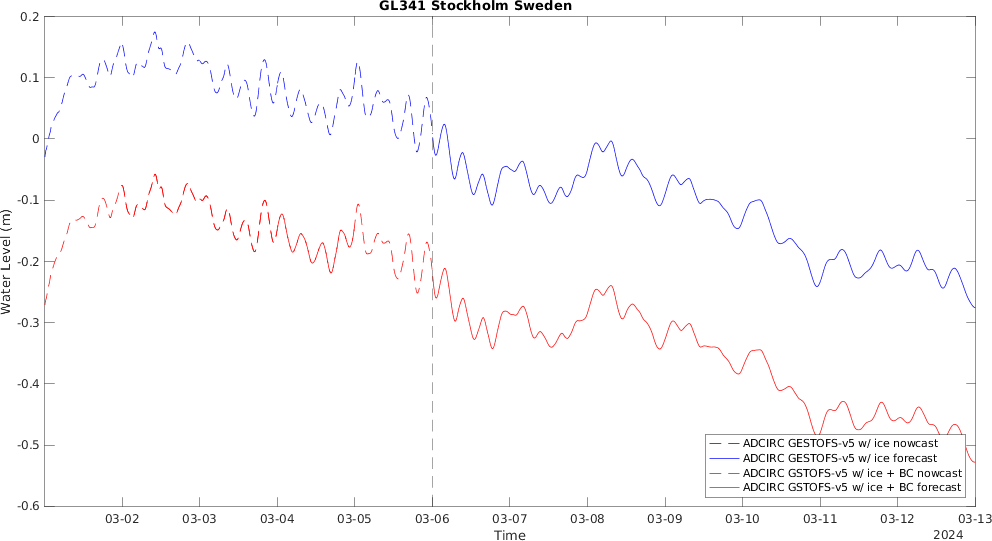 GL341 Stockholm Sweden
0.2
0.1
0
-0.1
-0.2
-0.3
-0.4
-0.5
-0.6
Water Level (m)
ADCIRC GESTOFS-v5 w/ ice nowcast
ADCIRC GESTOFS-v5 w/ ice forecast
ADCIRC GSTOFS-v5 w/ ice + BC nowcast
ADCIRC GSTOFS-v5 w/ ice + BC forecast
03-02 03-03 03-04 03-05 03-06 03-07 03-08 03-09 03-10 03-11 03-12 03-13
Time
2024